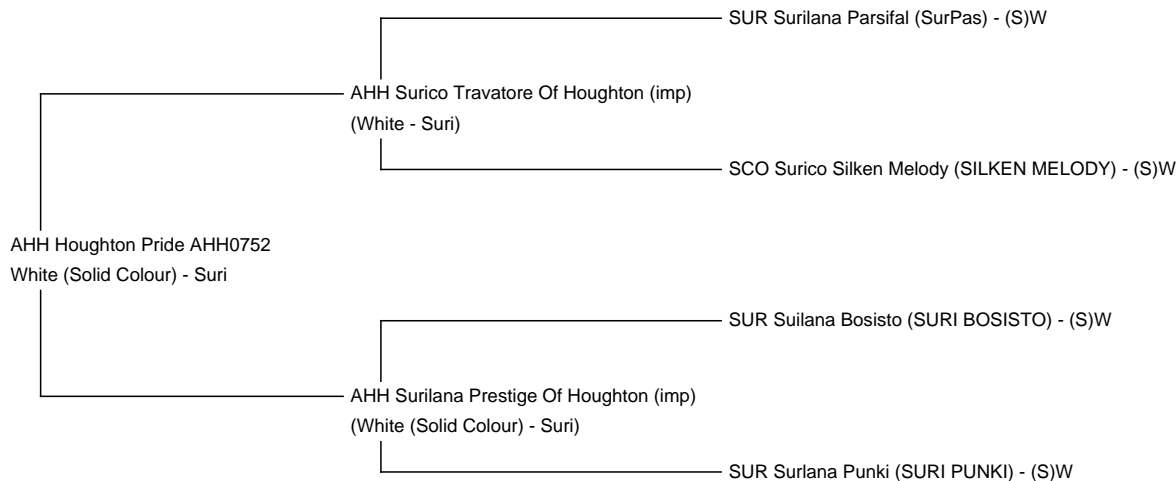 SUR Surilana Parsifal (SurPas) - (S)W
AHH Surico Travatore Of Houghton (imp)
(White - Suri)
SCO Surico Silken Melody (SILKEN MELODY) - (S)W
AHH Houghton Pride AHH0752
White (Solid Colour) - Suri
SUR Suilana Bosisto (SURI BOSISTO) - (S)W
AHH Surilana Prestige Of Houghton (imp)
(White (Solid Colour) - Suri)
SUR Surlana Punki (SURI PUNKI) - (S)W